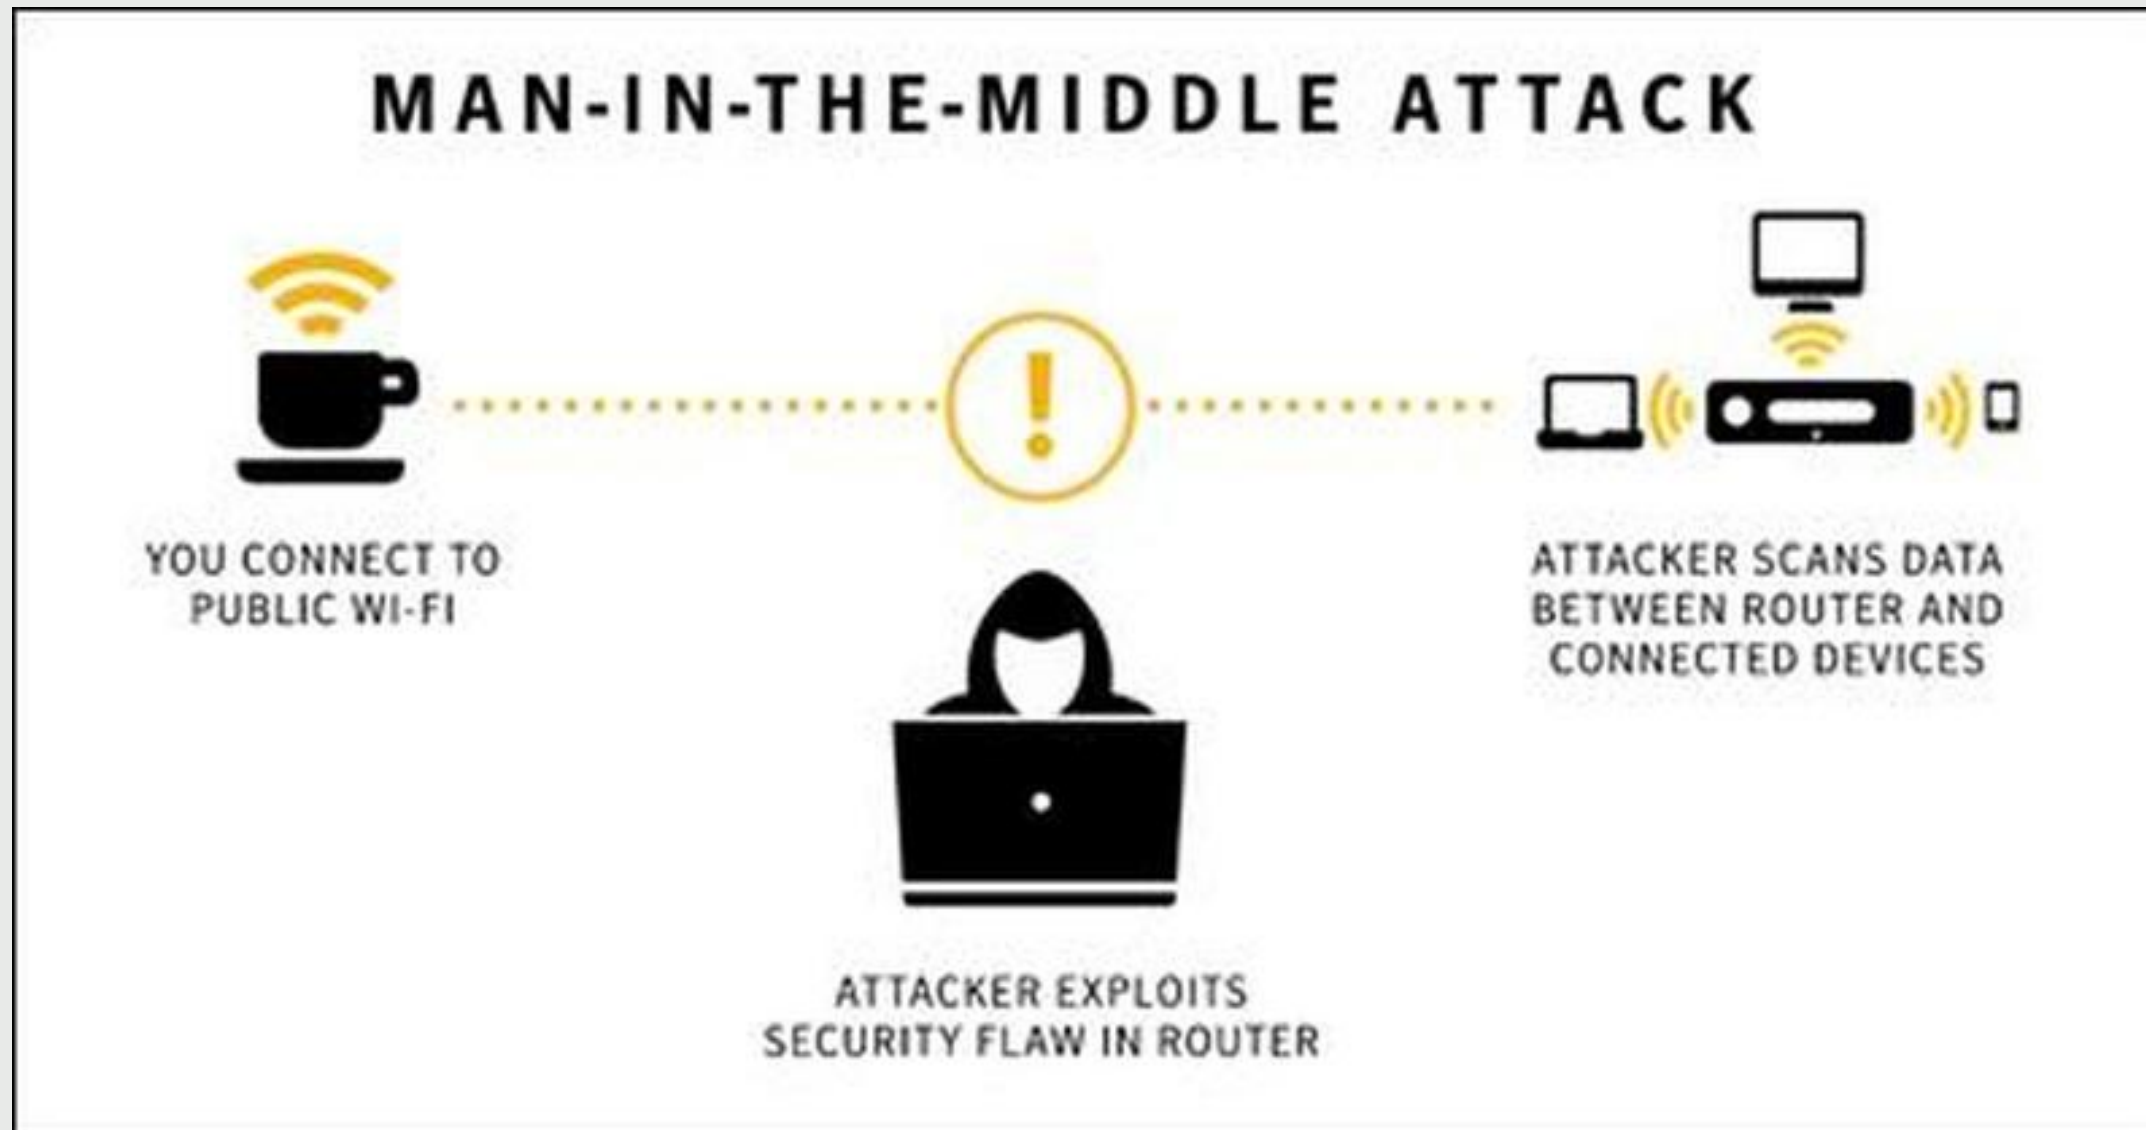 MAN-IN-THE-MIDDLE ATTACK
YOU CONNECT TO
PUBLIC WI-FI
ATTACKER EXPLOITS
SECURITY FLAW IN ROUTER
ATTACKER SCANS DATA
BETWEEN ROUTER AND
CONNECTED DEVICES